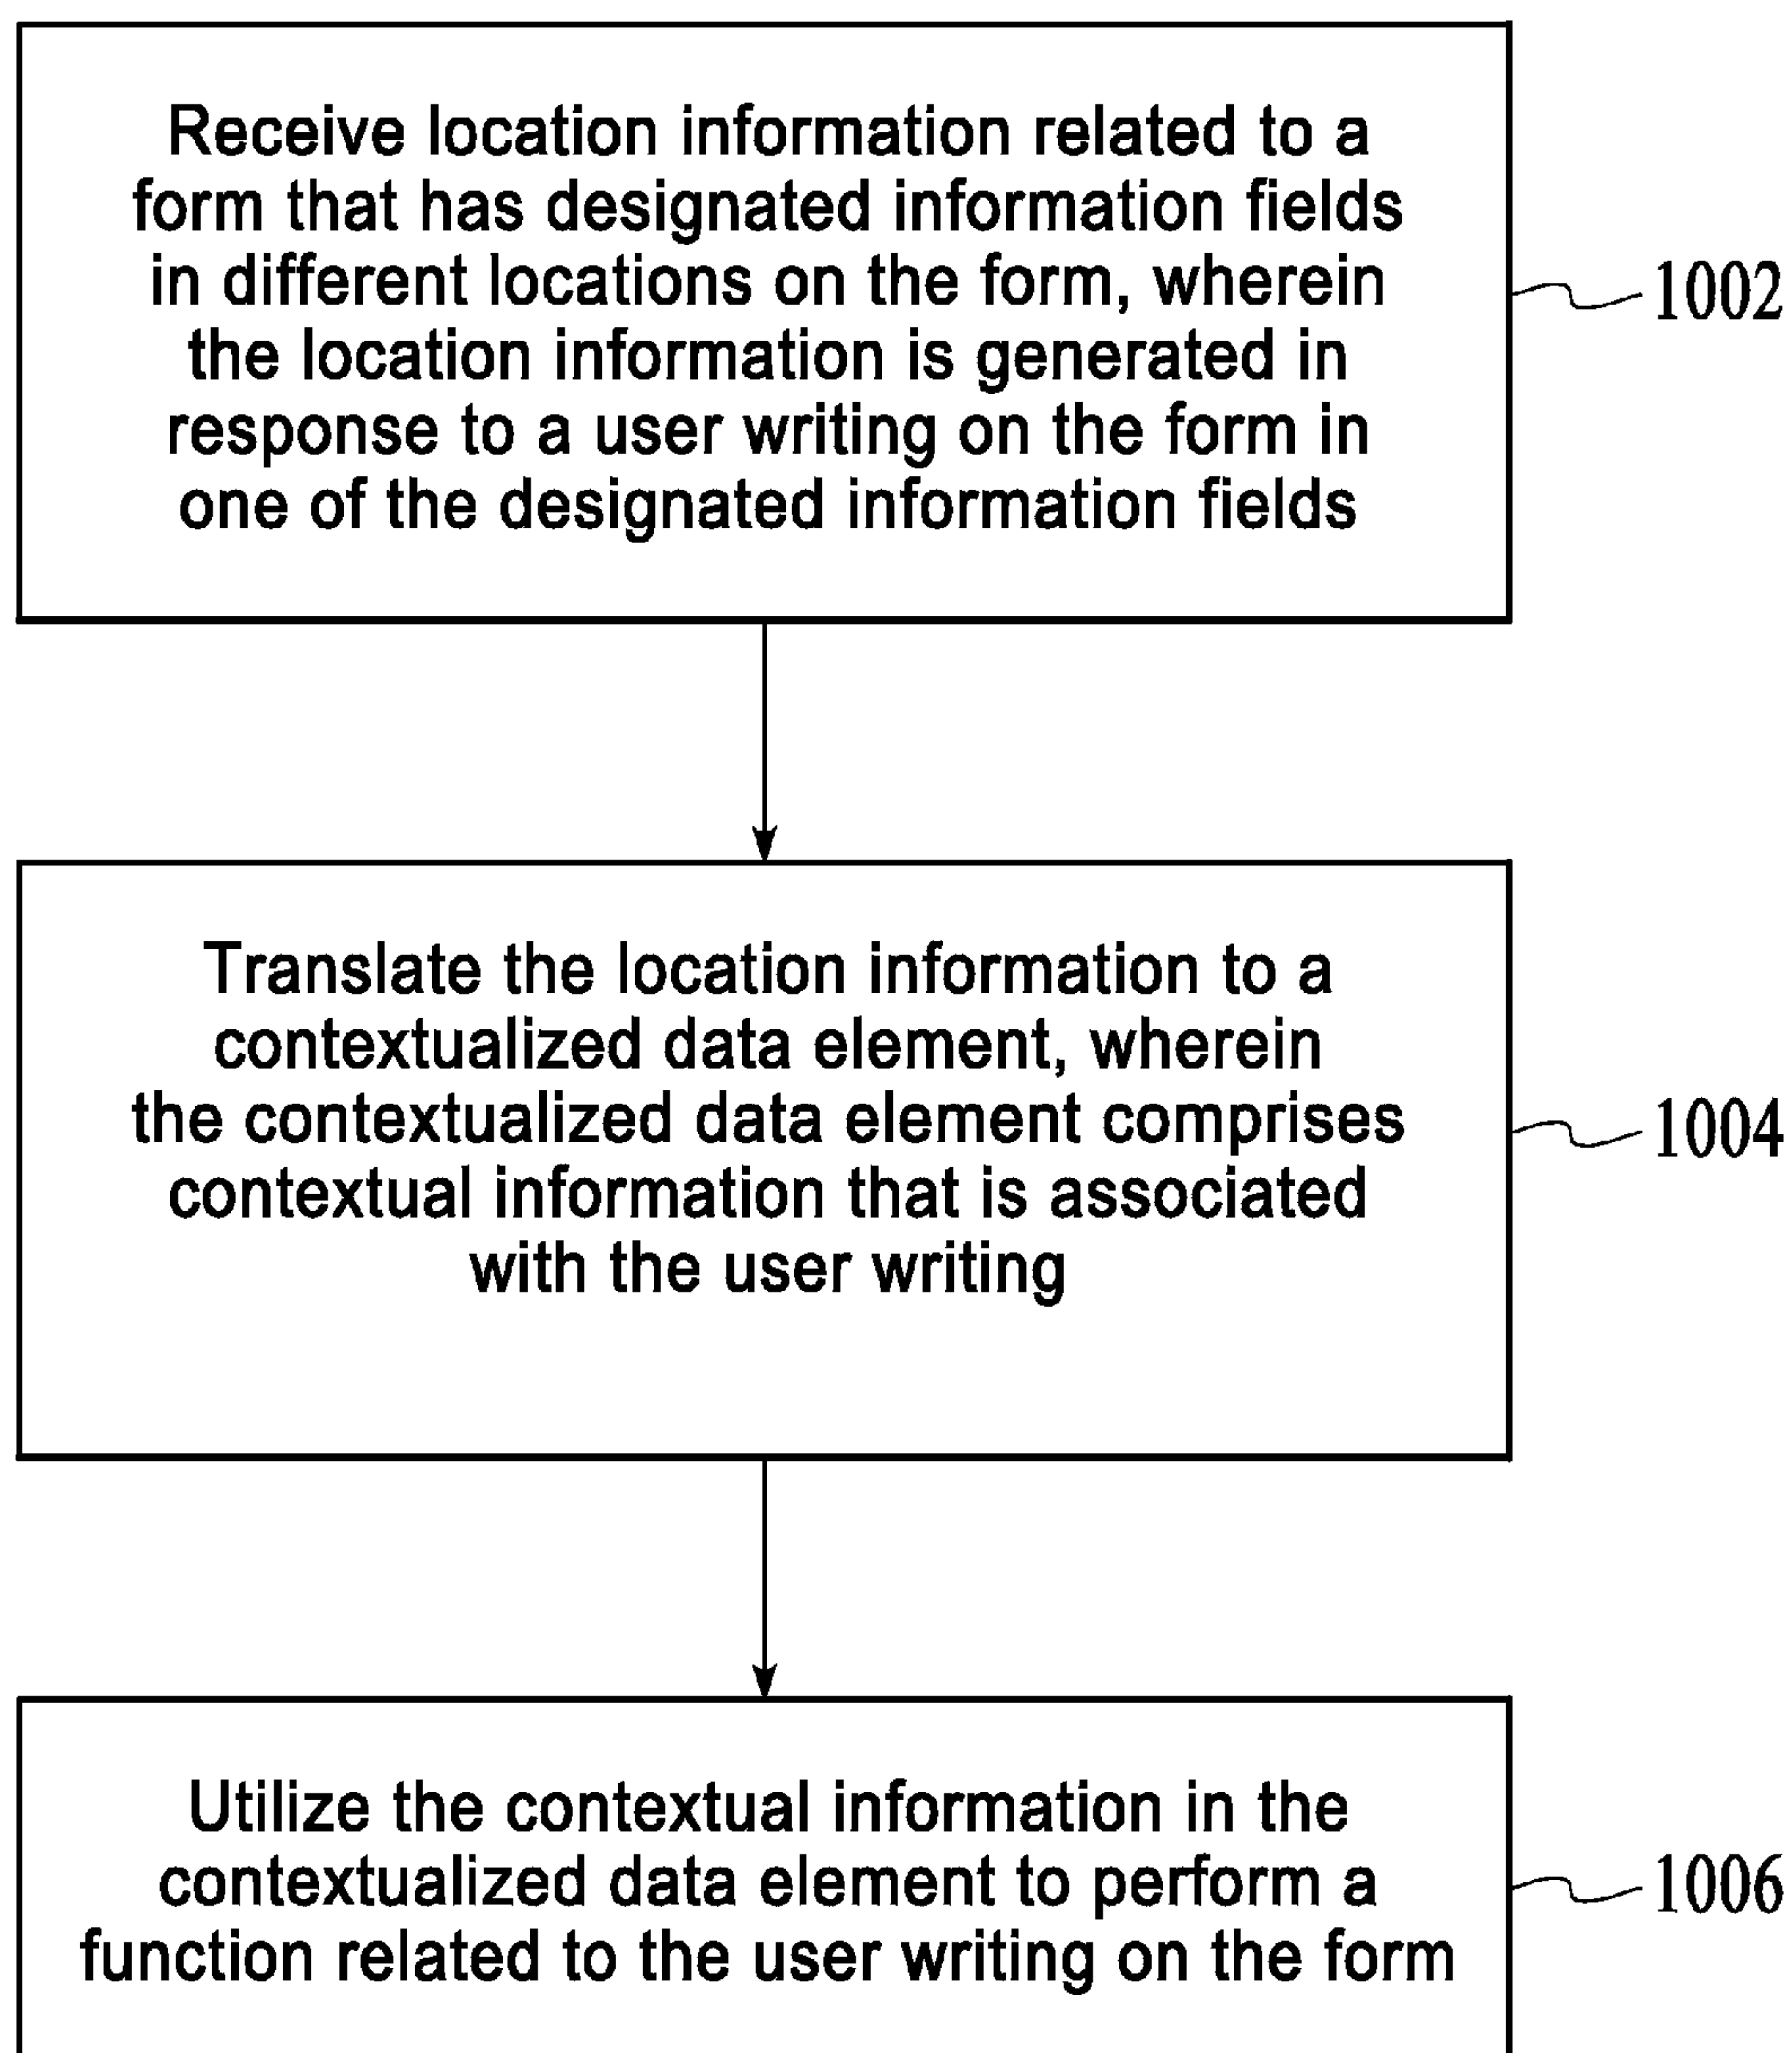 Receive location information related to a
form that has designated information fields
in different locations on the form, wherein
the location information is generated in
response to a user writing on the form in
one of the designated information fields
1002
Translate the location information to a
contextualized data element, wherein
the contextualized data element comprises
contextual information that is associated
with the user writing
1004
Utilize the contextual information in the
contextualized data element to perform a
function related to the user writing on the form
1006